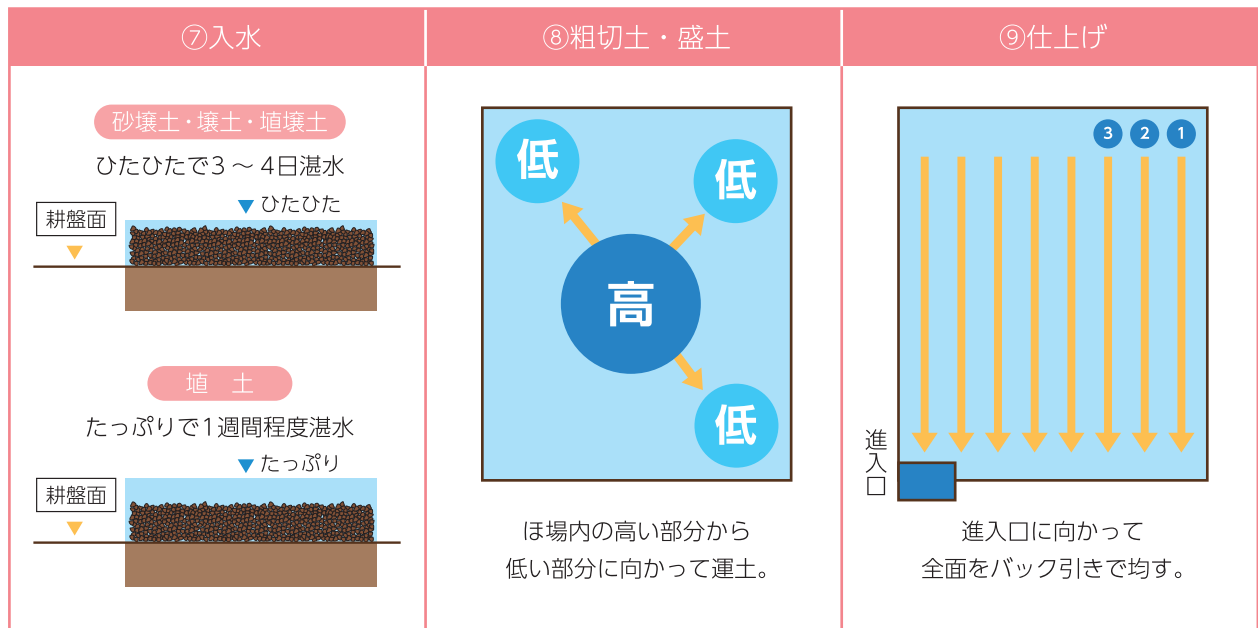 ⑦入水
砂壌土・壌土・埴壌土
ひたひたで3～4日湛水
ひたひた
耕盤面
埴 土
たっぷりで1週間程度湛水
たっぷり
耕盤面
⑧粗切土・盛土
低
低
高
低
ほ場内の高い部分から
低い部分に向かって運土。
⑨仕上げ
3 2 1
進入口
進入口に向かって
全面をバック引きで均す。